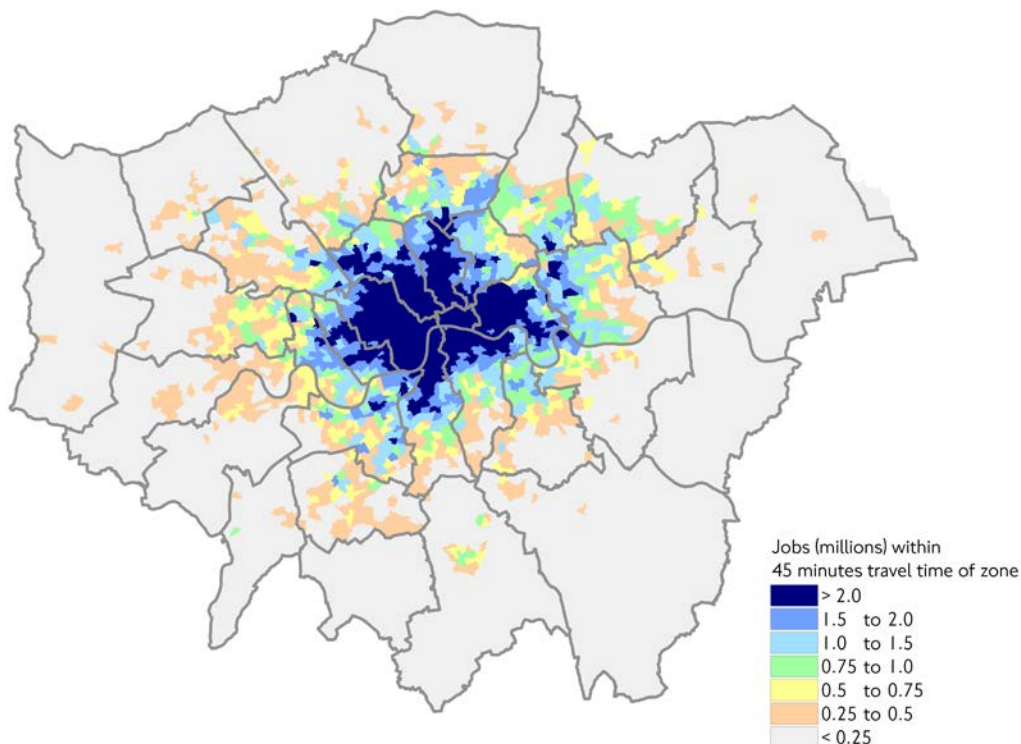 Jobs (millions) within
45 minutes travel time of zone
> 2.0
1.5 to 2.0
1.0 to 1.5
0.75 to 1.0
0.5 to 0.75
0.25 to 0.5
< 0.25